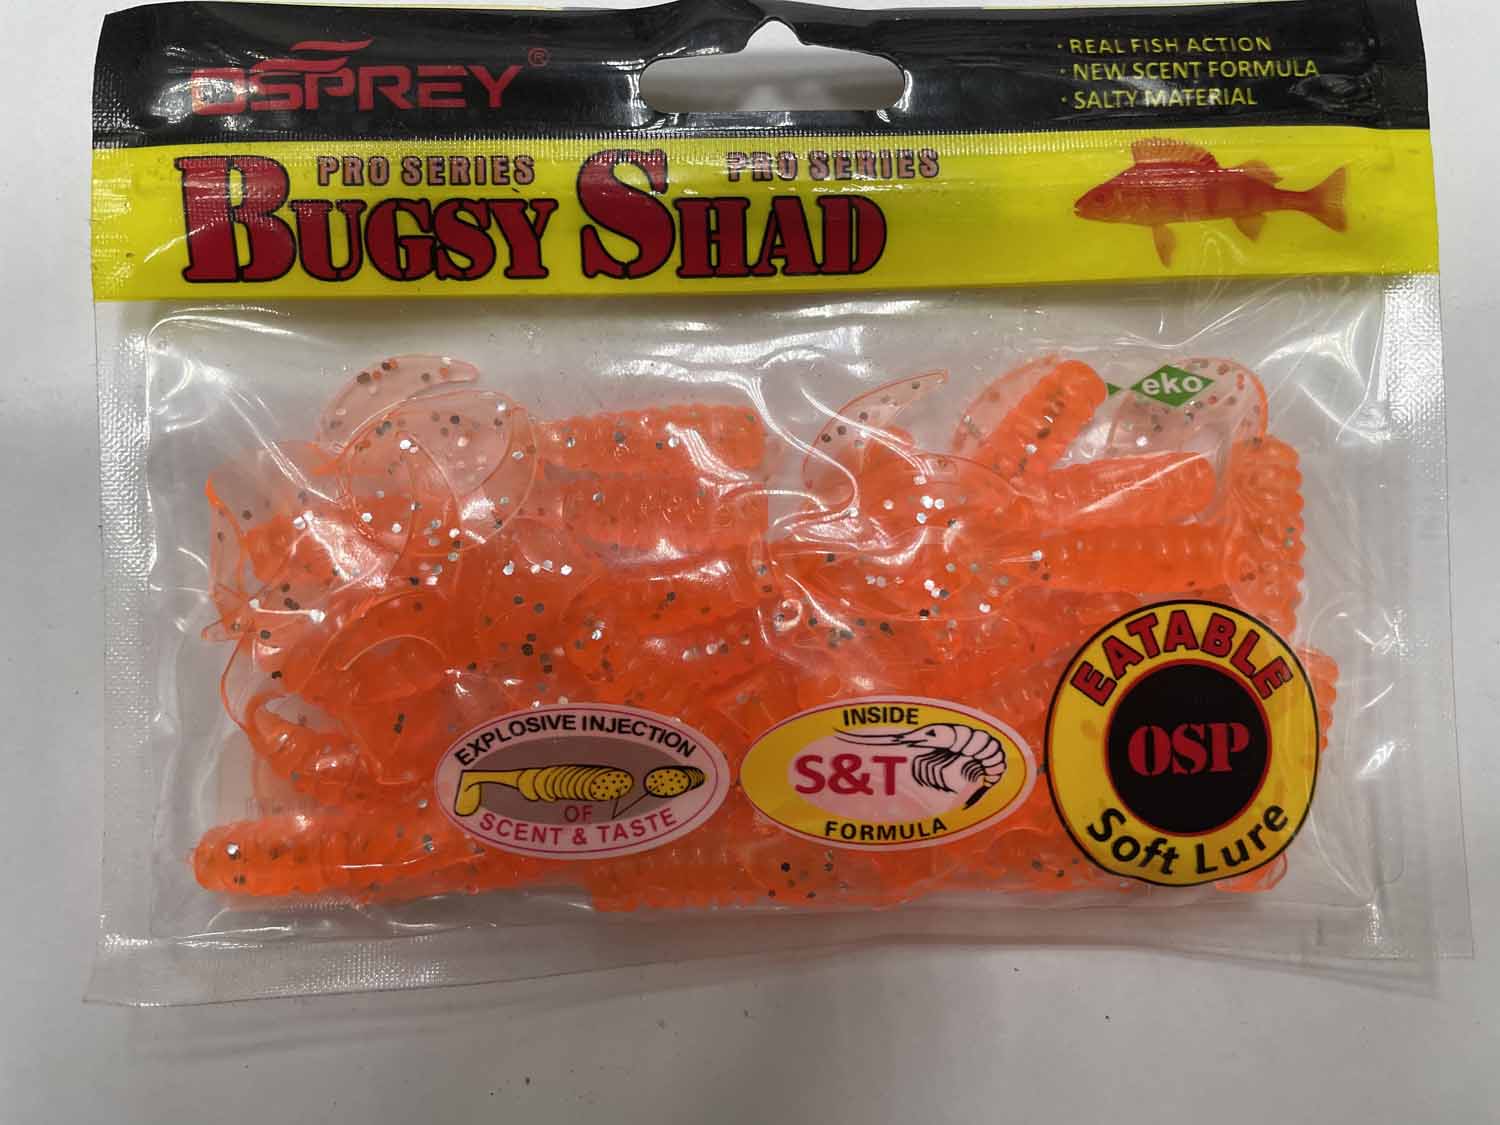 OSPREY®
· REAL FISH ACTION
· NEW SCENT FORMULA
· SALTY MATERIAL
PRO SERIES PRO SERIES
BUGSY SHAD
eko
EXPLOSIVE INJECTION
OF
SCENT & TASTE
INSIDE
S&T
FORMULA
EATABLE
OSP
Soft Lure